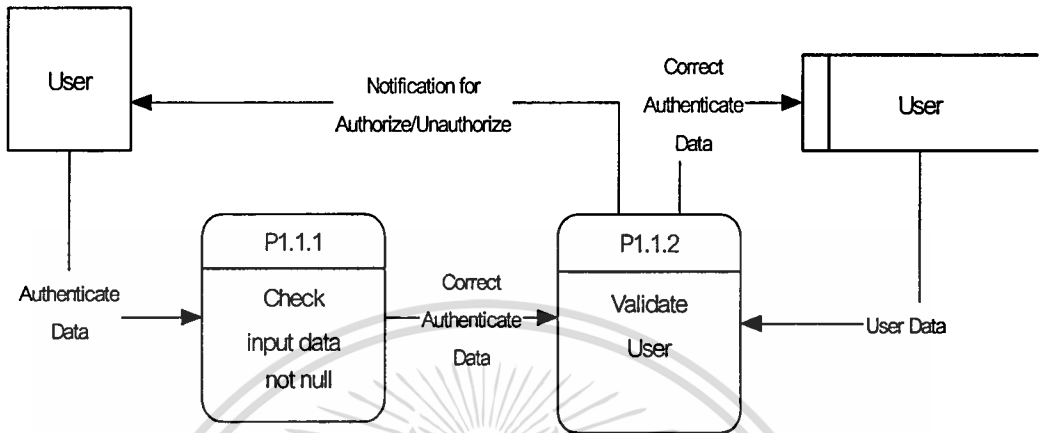 User
Notification for
Authorize/Unauthorize
Correct
Authenticate
Data
User
P1.1.1
Check
input data
not null
Authenticate
Data
Correct
Authenticate
Data
P1.1.2
Validate
User
User Data